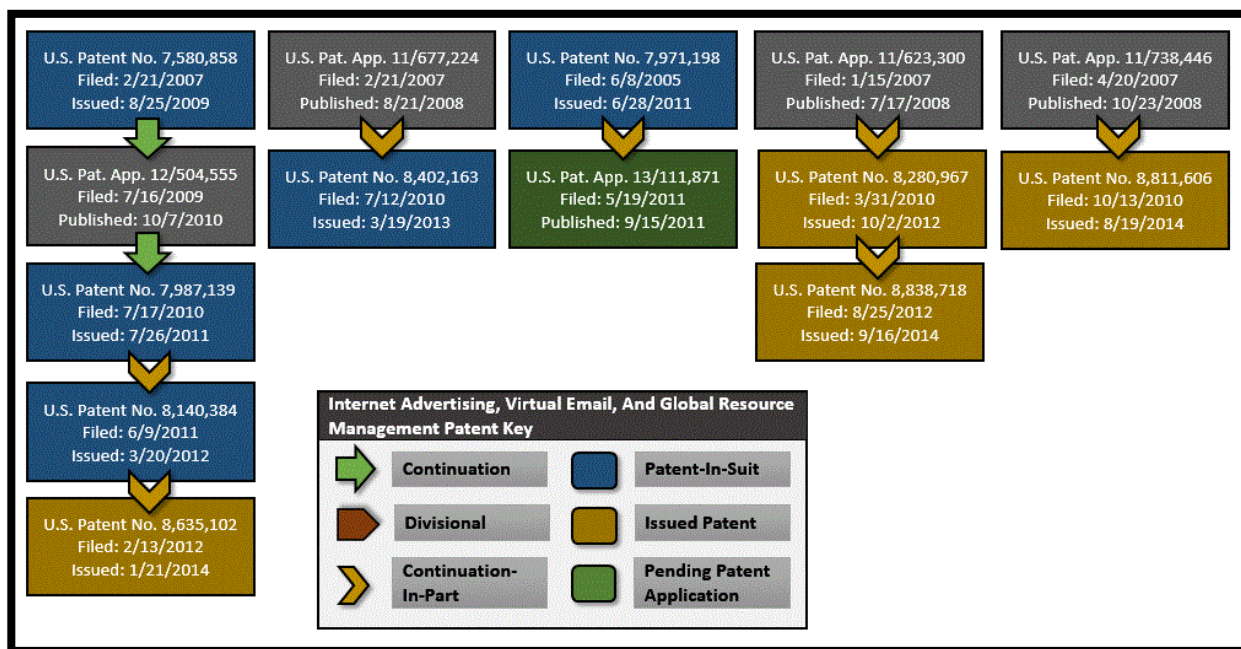 U.S. Patent No. 7,580,858
Filed: 2/21/2007
Issued: 8/25/2009
U.S. Pat. App. 12/504,555
Filed: 7/16/2009
Published: 10/7/2010
U.S. Patent No. 7,987,139
Filed: 7/17/2010
Issued: 7/26/2011
U.S. Patent No. 8,140,384
Filed: 6/9/2011
Issued: 3/20/2012
U.S. Patent No. 8,635,102
Filed: 2/13/2012
Issued: 1/21/2014
U.S. Pat. App. 11/677,224
Filed: 2/21/2007
Published: 8/21/2008
U.S. Patent No. 8,402,163
Filed: 7/12/2010
Issued: 3/19/2013
U.S. Patent No. 7,971,198
Filed: 6/8/2005
Issued: 6/28/2011
U.S. Pat. App. 13/111,871
Filed: 5/19/2011
Published: 9/15/2011
U.S. Pat. App. 11/623,300
Filed: 1/15/2007
Published: 7/17/2008
U.S. Patent No. 8,280,967
Filed: 3/31/2010
Issued: 10/2/2012
U.S. Patent No. 8,838,718
Filed: 8/25/2012
Issued: 9/16/2014
U.S. Pat. App. 11/738,446
Filed: 4/20/2007
Published: 10/23/2008
U.S. Patent No. 8,811,606
Filed: 10/13/2010
Issued: 8/19/2014
Internet Advertising, Virtual Email, And Global Resource
Management Patent Key
Continuation
Patent-In-Suit
Divisional
Issued Patent
Continuation-
In-Part
Pending Patent
Application